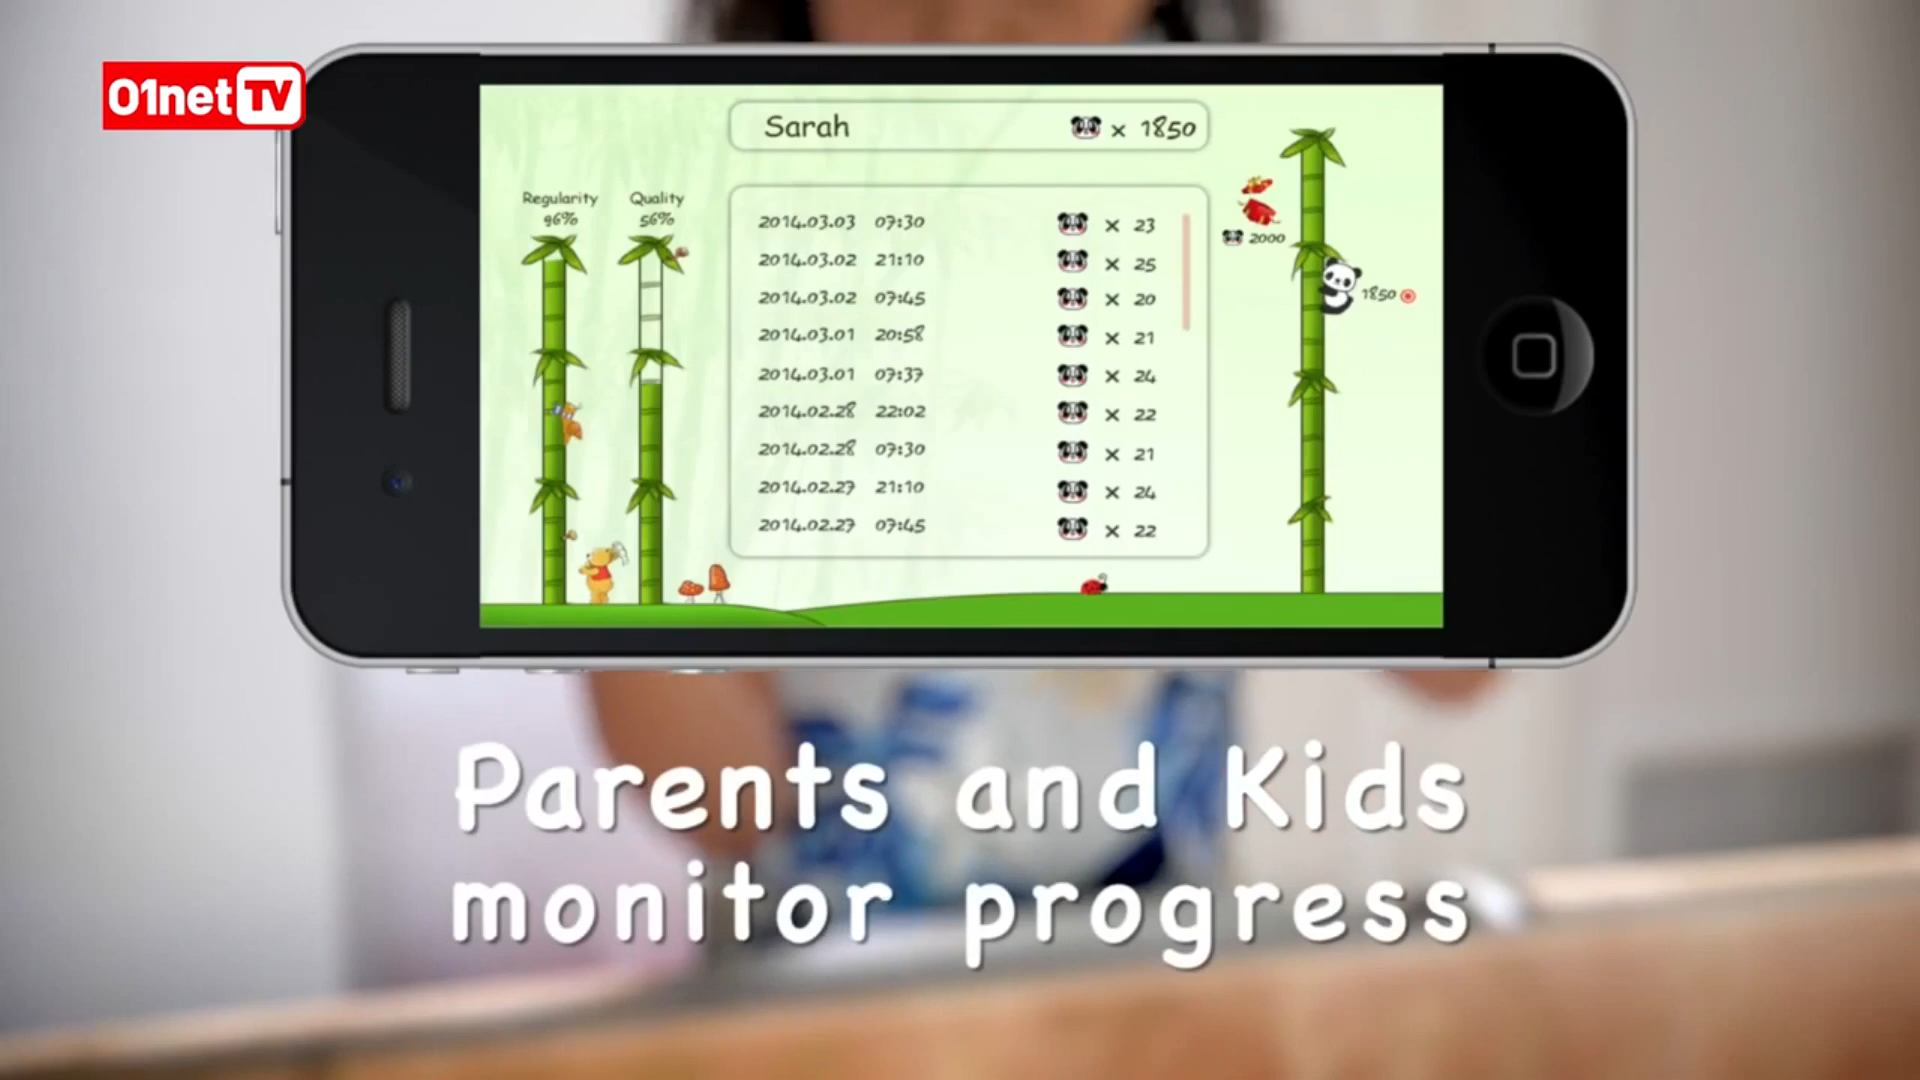 01net TV
Sarah × 1850
Regularity
96%
Quality
56%
2014.03.03 07:30 × 23
2014.03.02 21:10 × 25
2014.03.02 07:45 × 20
2014.03.01 20:58 × 21
2014.03.01 07:37 × 24
2014.02.28 22:02 × 22
2014.02.28 07:30 × 21
2014.02.27 21:10 × 24
2014.02.27 07:45 × 22
2000
1850
Parents and Kids
monitor progress